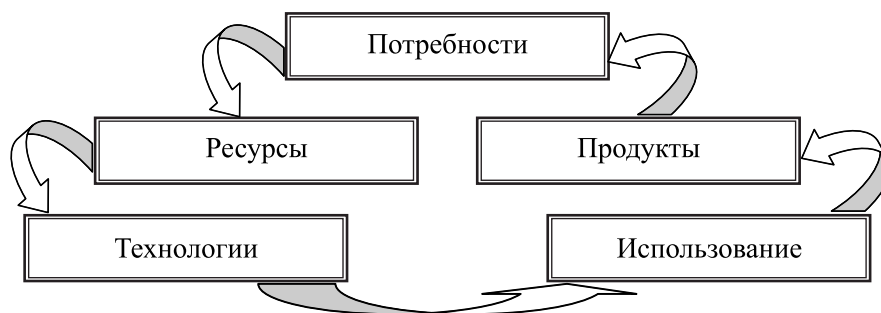 Потребности
Ресурсы
Продукты
Технологии
Использование